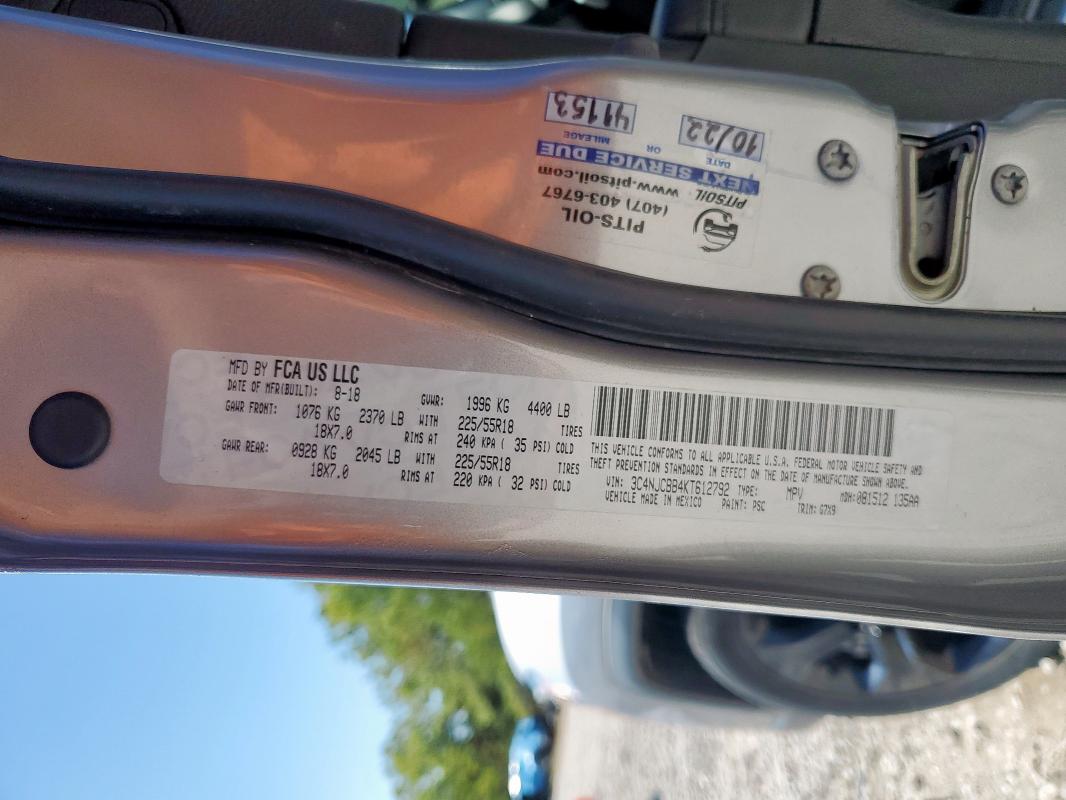 PITS-OIL
(407) 403-6767
PITSOIL www.pitsoil.com
NEXT SERVICE DUE
DATE OR MILEAGE
10/22 41153
MFD BY FCA US LLC
DATE OF MFR(BUILT): 8-18 GVWR: 1996 KG 4400 LB
GAWR FRONT: 1076 KG 2370 LB WITH 225/55R18 TIRES
18X7.0 RIMS AT 240 KPA ( 35 PSI) COLD
GAWR REAR: 0928 KG 2045 LB WITH 225/55R18 TIRES
18X7.0 RIMS AT 220 KPA ( 32 PSI) COLD
THIS VEHICLE CONFORMS TO ALL APPLICABLE U.S.A. FEDERAL MOTOR VEHICLE SAFETY AND
THEFT PREVENTION STANDARDS IN EFFECT ON THE DATE OF MANUFACTURE SHOWN ABOVE.
VIN: 3C4NJCBB4KT612792 TYPE: MPV MDH: 081512 135AA
VEHICLE MADE IN MEXICO PAINT: PSC TRIM: G7X9